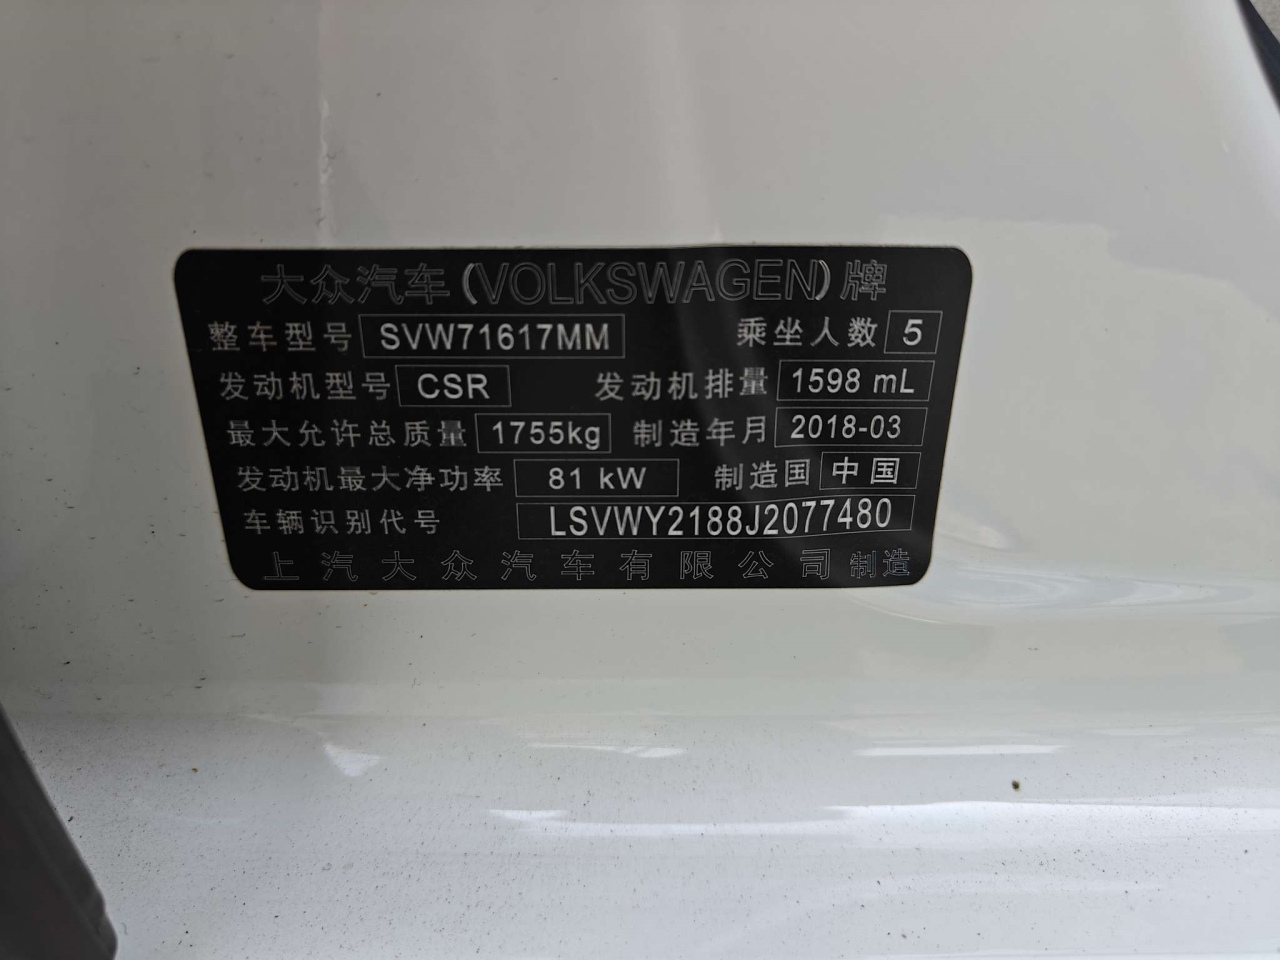 大众汽车(VOLKSWAGEN)牌
整车型号 SVW71617MM 乘坐人数 5
发动机型号 CSR 发动机排量 1598 mL
最大允许总质量 1755kg 制造年月 2018-03
发动机最大净功率 81 kW 制造国 中国
车辆识别代号 LSVWY2188J2077480
上汽大众汽车有限公司制造